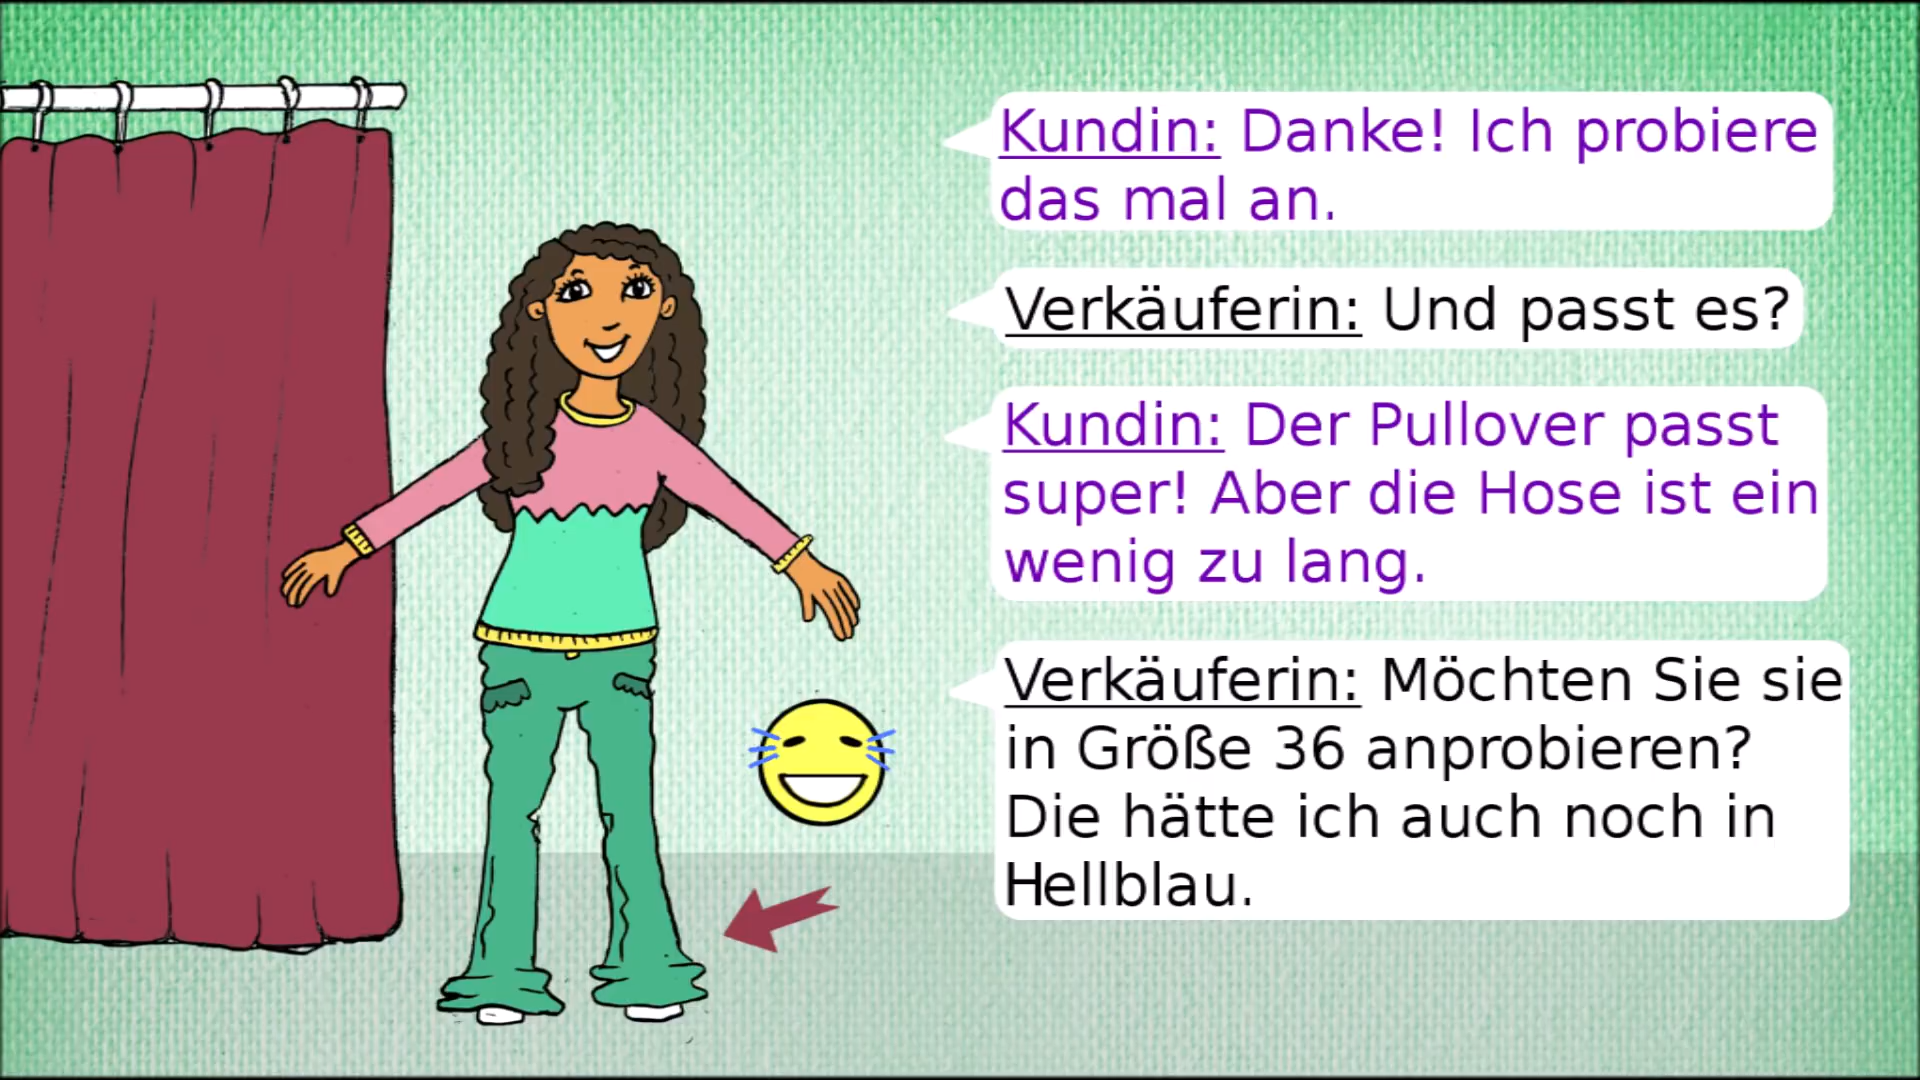 Kundin: Danke! Ich probiere
das mal an.
Verkäuferin: Und passt es?
Kundin: Der Pullover passt
super! Aber die Hose ist ein
wenig zu lang.
Verkäuferin: Möchten Sie sie
in Größe 36 anprobieren?
Die hätte ich auch noch in
Hellblau.